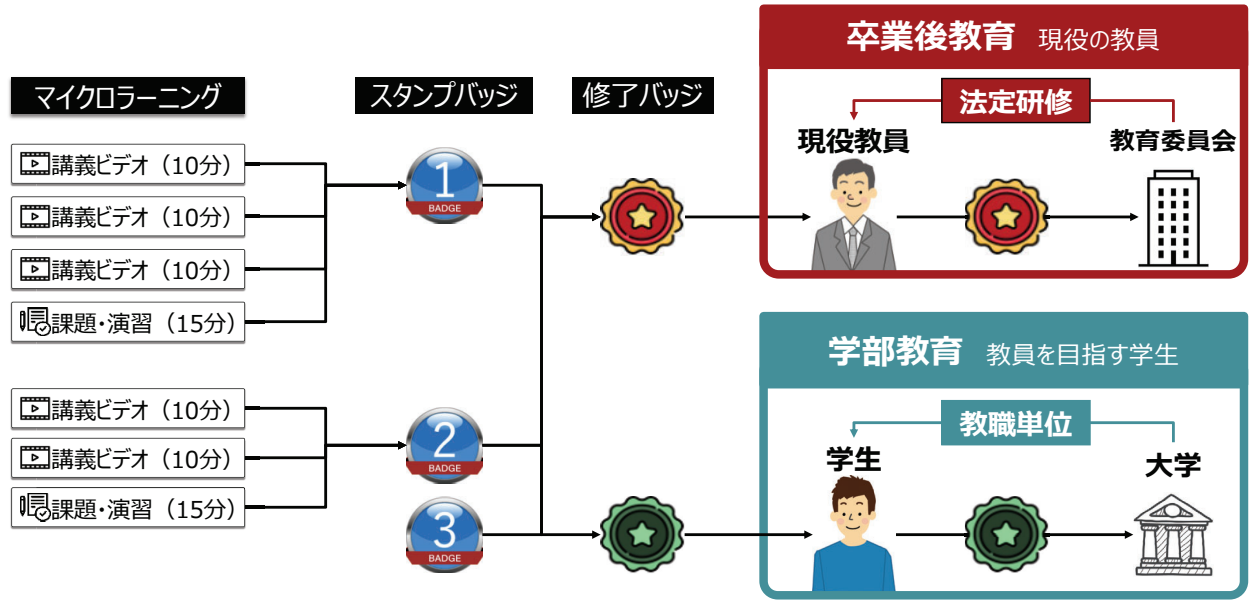 マイクロラーニング
講義ビデオ（10分）
講義ビデオ（10分）
講義ビデオ（10分）
課題・演習（15分）
講義ビデオ（10分）
講義ビデオ（10分）
課題・演習（15分）
スタンプバッジ
1
BADGE
2
BADGE
3
BADGE
修了バッジ
卒業後教育 現役の教員
法定研修
現役教員
教育委員会
学部教育 教員を目指す学生
教職単位
学生
大学